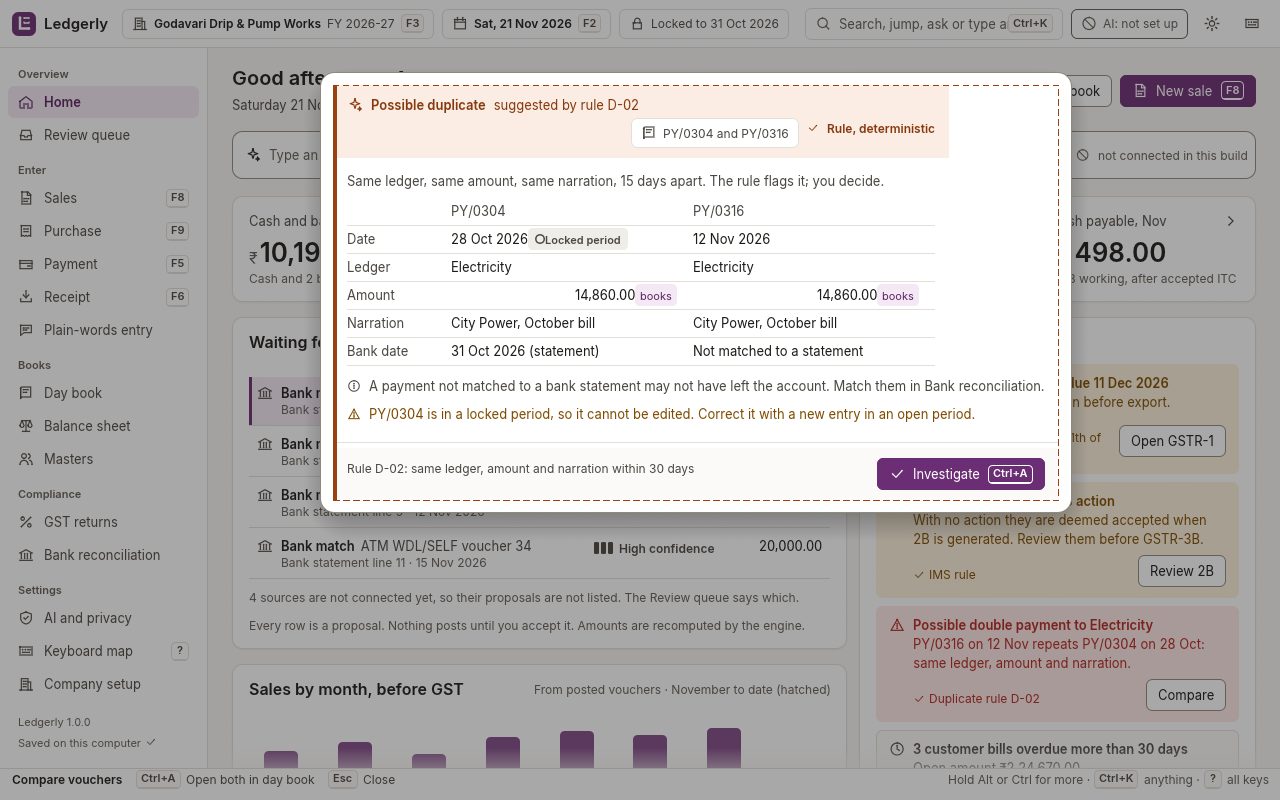 Ledgerly Godavari Drip & Pump Works FY 2026-27 F3 Sat, 21 Nov 2026 F2 Locked to 31 Oct 2026 Search, jump, ask or type a Ctrl+K AI: not set up
Overview
Home
Review queue
Enter
Sales F8
Purchase F9
Payment F5
Receipt F6
Plain-words entry
Books
Day book
Balance sheet
Masters
Compliance
GST returns
Bank reconciliation
Settings
AI and privacy
Keyboard map ?
Company setup
Ledgerly 1.0.0
Saved on this computer
Good
Saturday 21
New sale F8
Type an
not connected in this build
Cash and
₹10,19
Cash and 2
payable, Nov
498.00
working, after accepted ITC
Waiting
Possible duplicate suggested by rule D-02
PY/0304 and PY/0316 Rule, deterministic
Same ledger, same amount, same narration, 15 days apart. The rule flags it; you decide.
PY/0304 PY/0316
Date 28 Oct 2026 Locked period 12 Nov 2026
Ledger Electricity Electricity
Amount 14,860.00 books 14,860.00 books
Narration City Power, October bill City Power, October bill
Bank date 31 Oct 2026 (statement) Not matched to a statement
A payment not matched to a bank statement may not have left the account. Match them in Bank reconciliation.
PY/0304 is in a locked period, so it cannot be edited. Correct it with a new entry in an open period.
Rule D-02: same ledger, amount and narration within 30 days Investigate Ctrl+A
Bank
Bank
Bank
Bank
Bank
Bank match ATM WDL/SELF voucher 34 High confidence 20,000.00
Bank statement line 11 · 15 Nov 2026
4 sources are not connected yet, so their proposals are not listed. The Review queue says which.
Every row is a proposal. Nothing posts until you accept it. Amounts are recomputed by the engine.
Sales by month, before GST From posted vouchers · November to date (hatched)
11 Dec 2026
before export.
of
Open GSTR-1
action
With no action they are deemed accepted when
2B is generated. Review them before GSTR-3B.
IMS rule Review 2B
Possible double payment to Electricity
PY/0316 on 12 Nov repeats PY/0304 on 28 Oct:
same ledger, amount and narration.
Duplicate rule D-02 Compare
3 customer bills overdue more than 30 days
Open amount ₹2,24,670.00
Compare vouchers Ctrl+A Open both in day book Esc Close Hold Alt or Ctrl for more · Ctrl+K anything · ? all keys